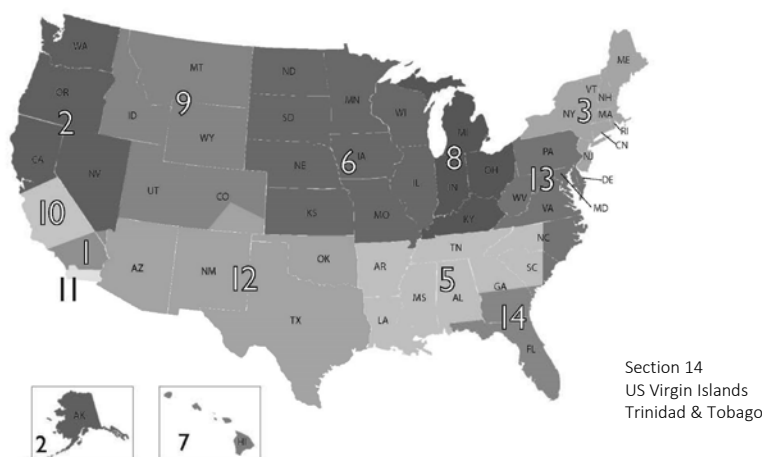 WA
MT
ND
ME
VT
NH
OR
MN
ID
SD
WI
NY
MA
MI
RI
9
2
3
CN
WY
IA
NE
6
8
PA
NJ
OH
IN
IL
13
DE
CA
NV
UT
CO
WV
VA
MD
KS
MO
KY
10
NC
TN
1
OK
AZ
NM
12
AR
SC
5
11
MS
AL
GA
14
TX
LA
FL
Section 14
US Virgin Islands
Trinidad & Tobago
AK
2
7
HI